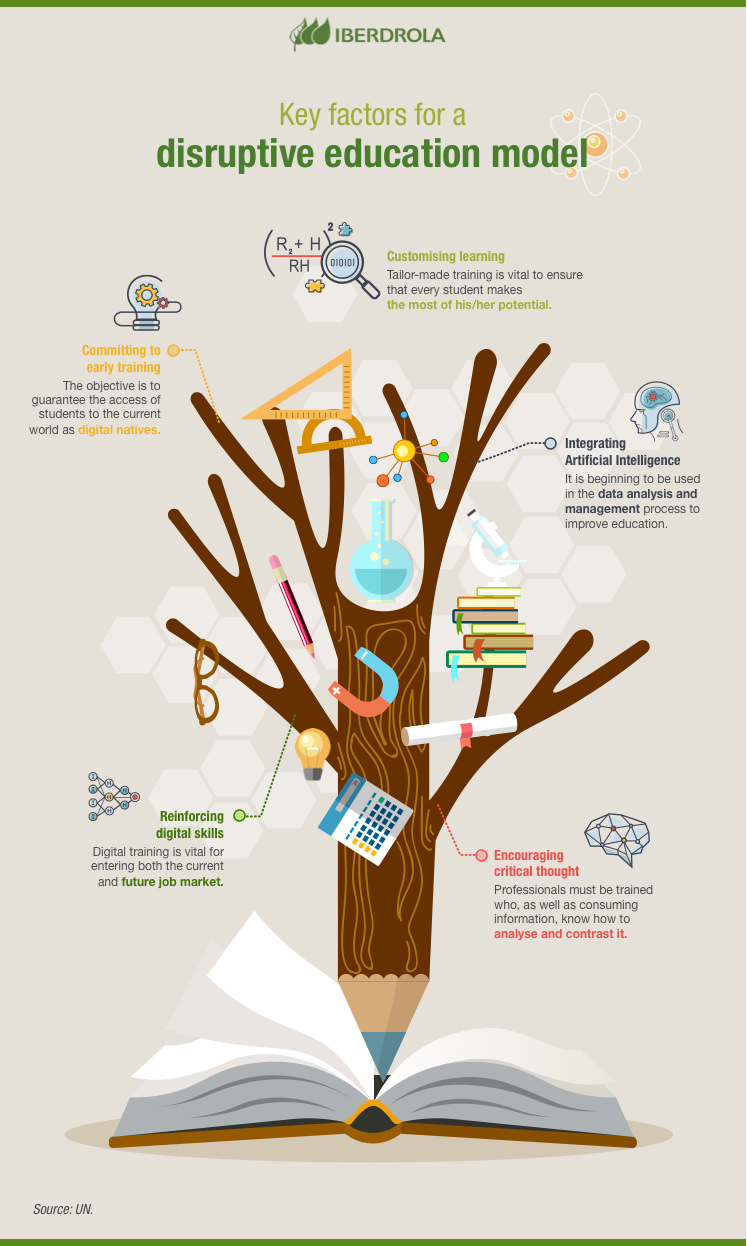 IBERDROLA
Key factors for a
disruptive education model
R2 + H
2
RH
010101
Customising learning
Tailor-made training is vital to ensure
that every student makes
the most of his/her potential.
Committing to
early training
The objective is to
guarantee the access of
students to the current
world as digital natives.
Integrating
Artificial Intelligence
It is beginning to be used
in the data analysis and
management process to
improve education.
Reinforcing
digital skills
Digital training is vital for
entering both the current
and future job market.
Encouraging
critical thought
Professionals must be trained
who, as well as consuming
information, know how to
analyse and contrast it.
Source: UN.